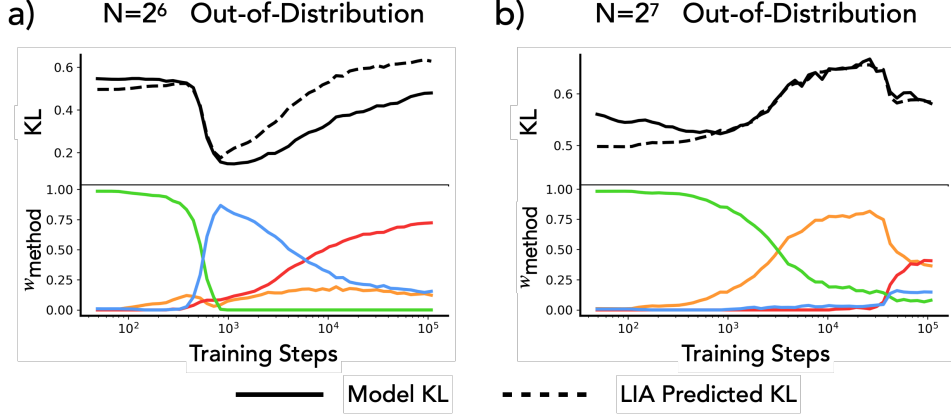 a) N=2⁶ Out-of-Distribution
KL
0.6
0.4
0.2
w method
1.00
0.75
0.50
0.25
0.00
10² 10³ 10⁴ 10⁵
Training Steps
b) N=2⁷ Out-of-Distribution
KL
0.6
0.5
w method
1.00
0.75
0.50
0.25
0.00
10² 10³ 10⁴ 10⁵
Training Steps
Model KL
LIA Predicted KL